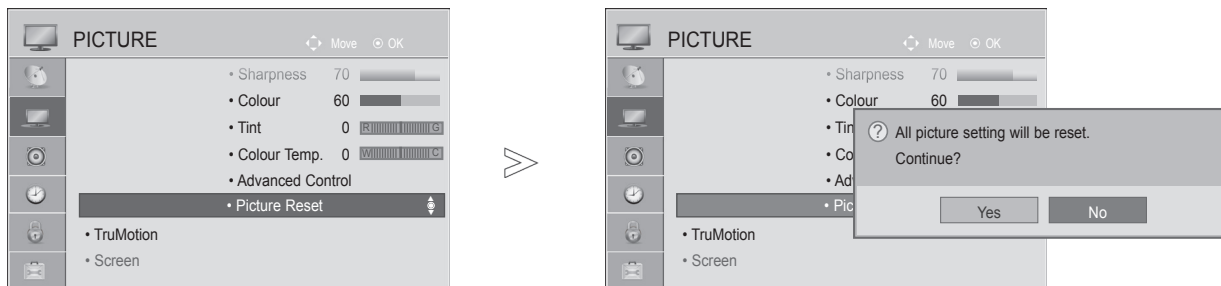 PICTURE
Move OK
• Sharpness 70
• Colour 60
• Tint 0 R G
• Colour Temp. 0 W C
• Advanced Control
• Picture Reset
• TruMotion
• Screen
PICTURE
Move OK
• Sharpness 70
• Colour 60
• Tin
• Co
• Ad
• Pic
• TruMotion
• Screen
? All picture setting will be reset.
Continue?
Yes No